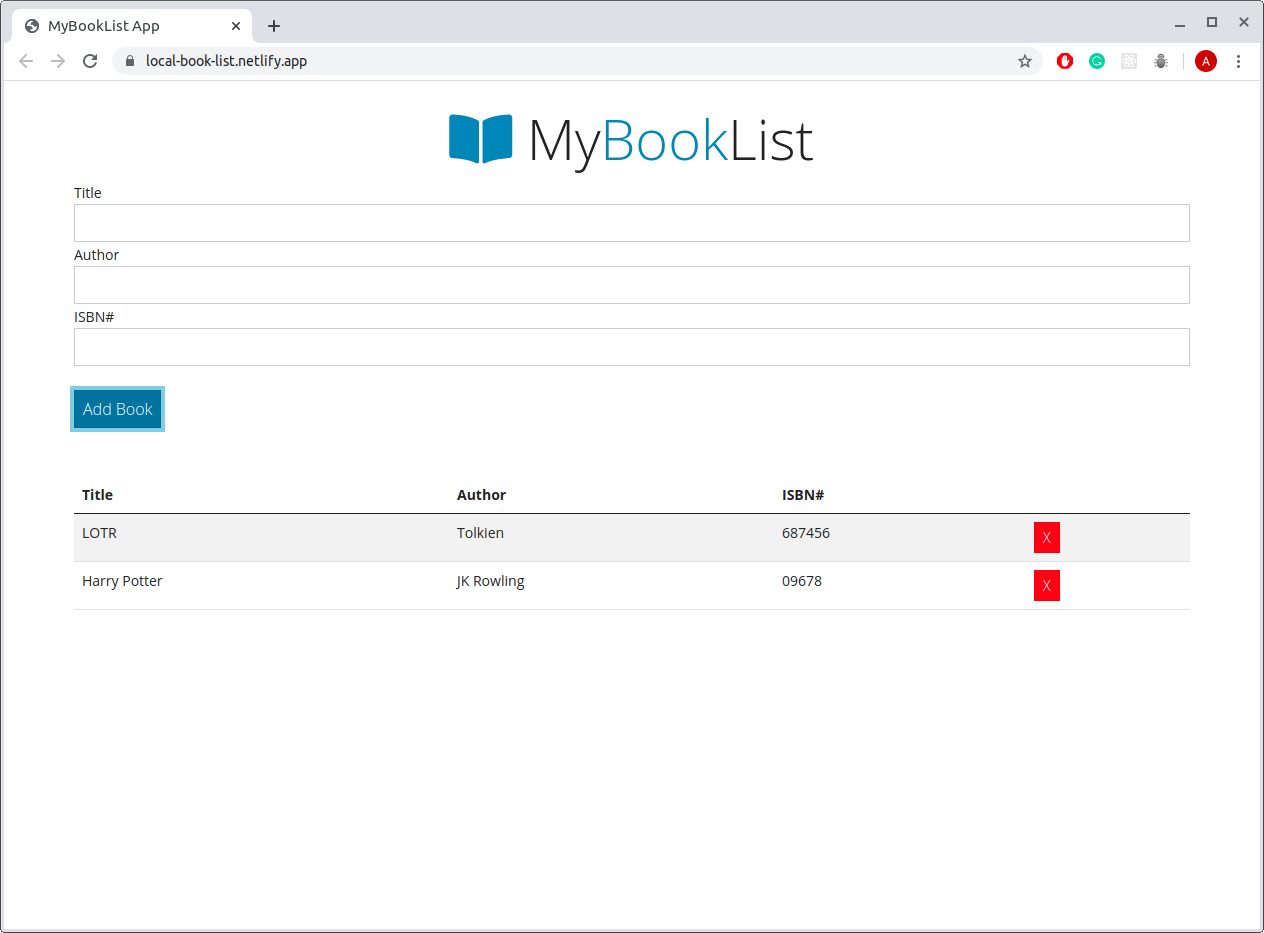 MyBookList App
local-book-list.netlify.app
A
MyBookList
Title
Author
ISBN#
Add Book
Title Author ISBN#
LOTR Tolkien 687456 X
Harry Potter JK Rowling 09678 X